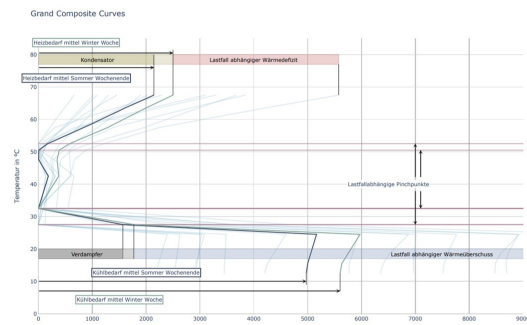 Grand Composite Curves
Heizbedarf mittel Winter Woche
80
Kondensator
Lastfall abhängiger Wärmedefizit
Heizbedarf mittel Sommer Wochenende
70
60
50
Temperatur in °C
40
Lastfallabhängige Pinchpunkte
30
20
Verdampfer
Lastfall abhängiger Wärmeüberschuss
Kühlbedarf mittel Sommer Wochenende
10
Kühlbedarf mittel Winter Woche
0
0 1000 2000 3000 4000 5000 6000 7000 8000 9000